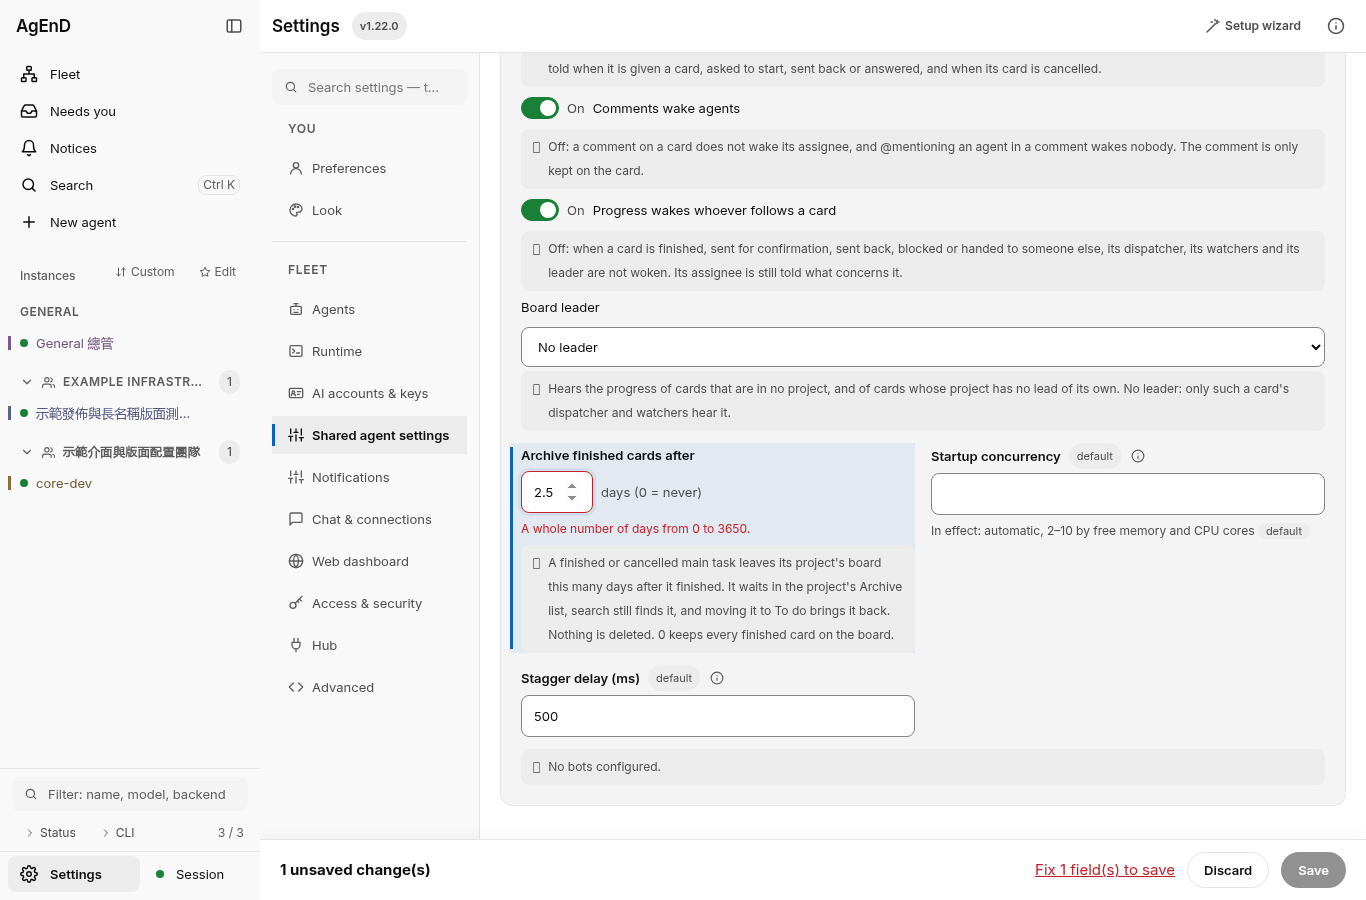 AgEnD
Fleet
Needs you
Notices
Search
Ctrl K
New agent
Instances
Custom
Edit
GENERAL
General 總管
EXAMPLE INFRASTR...
1
示範發佈與長名稱版面測...
示範介面與版面配置團隊
1
core-dev
Filter: name, model, backend
Status
CLI
3 / 3
Settings
Session
Settings
v1.22.0
Setup wizard
Search settings — t...
YOU
Preferences
Look
FLEET
Agents
Runtime
AI accounts & keys
Shared agent settings
Notifications
Chat & connections
Web dashboard
Access & security
Hub
Advanced
told when it is given a card, asked to start, sent back or answered, and when its card is cancelled.
On Comments wake agents
Off: a comment on a card does not wake its assignee, and @mentioning an agent in a comment wakes nobody. The comment is only
kept on the card.
On Progress wakes whoever follows a card
Off: when a card is finished, sent for confirmation, sent back, blocked or handed to someone else, its dispatcher, its watchers and its
leader are not woken. Its assignee is still told what concerns it.
Board leader
No leader
Hears the progress of cards that are in no project, and of cards whose project has no lead of its own. No leader: only such a card's
dispatcher and watchers hear it.
Archive finished cards after
2.5
days (0 = never)
A whole number of days from 0 to 3650.
A finished or cancelled main task leaves its project's board
this many days after it finished. It waits in the project's Archive
list, search still finds it, and moving it to To do brings it back.
Nothing is deleted. 0 keeps every finished card on the board.
Startup concurrency
default
In effect: automatic, 2–10 by free memory and CPU cores
default
Stagger delay (ms)
default
500
No bots configured.
1 unsaved change(s)
Fix 1 field(s) to save
Discard
Save